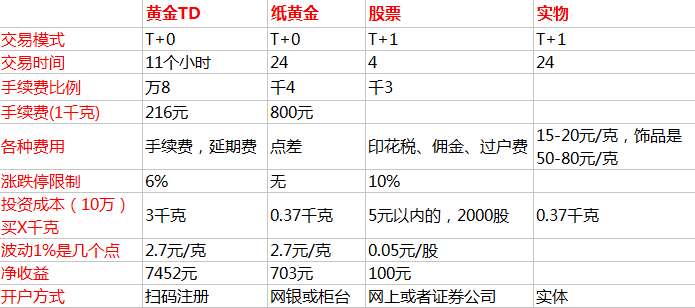 黄金TD 纸黄金 股票 实物
交易模式 T+0 T+0 T+1 T+1
交易时间 11个小时 24 4 24
手续费比例 万8 千4 千3
手续费(1千克) 216元 800元
各种费用 手续费，延期费 点差 印花税、佣金、过户费 15-20元/克，饰品是
50-80元/克
涨跌停限制 6% 无 10%
投资成本（10万）
买X千克 3千克 0.37千克 5元以内的，2000股 0.37千克
波动1%是几个点 2.7元/克 2.7元/克 0.05元/股
净收益 7452元 703元 100元
开户方式 扫码注册 网银或柜台 网上或者证券公司 实体